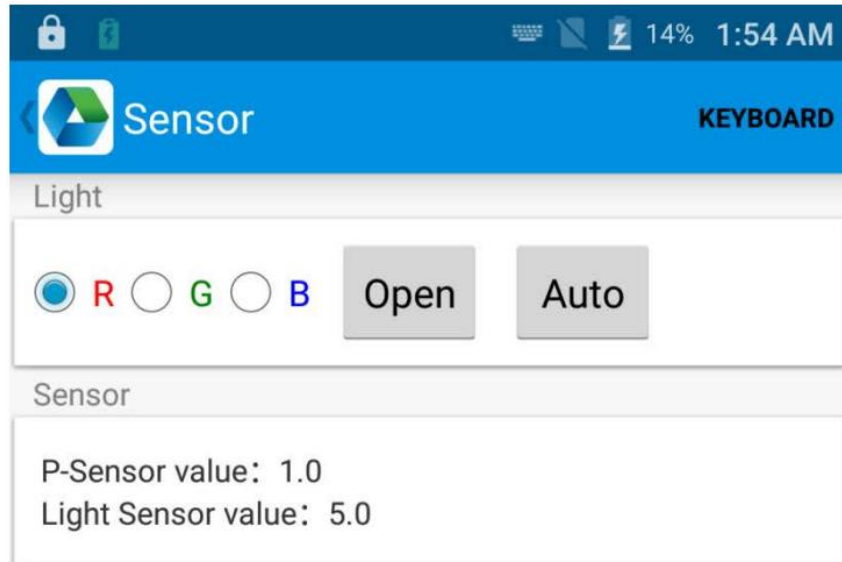 14% 1:54 AM
Sensor KEYBOARD
Light
R G B Open Auto
Sensor
P-Sensor value：1.0
Light Sensor value：5.0